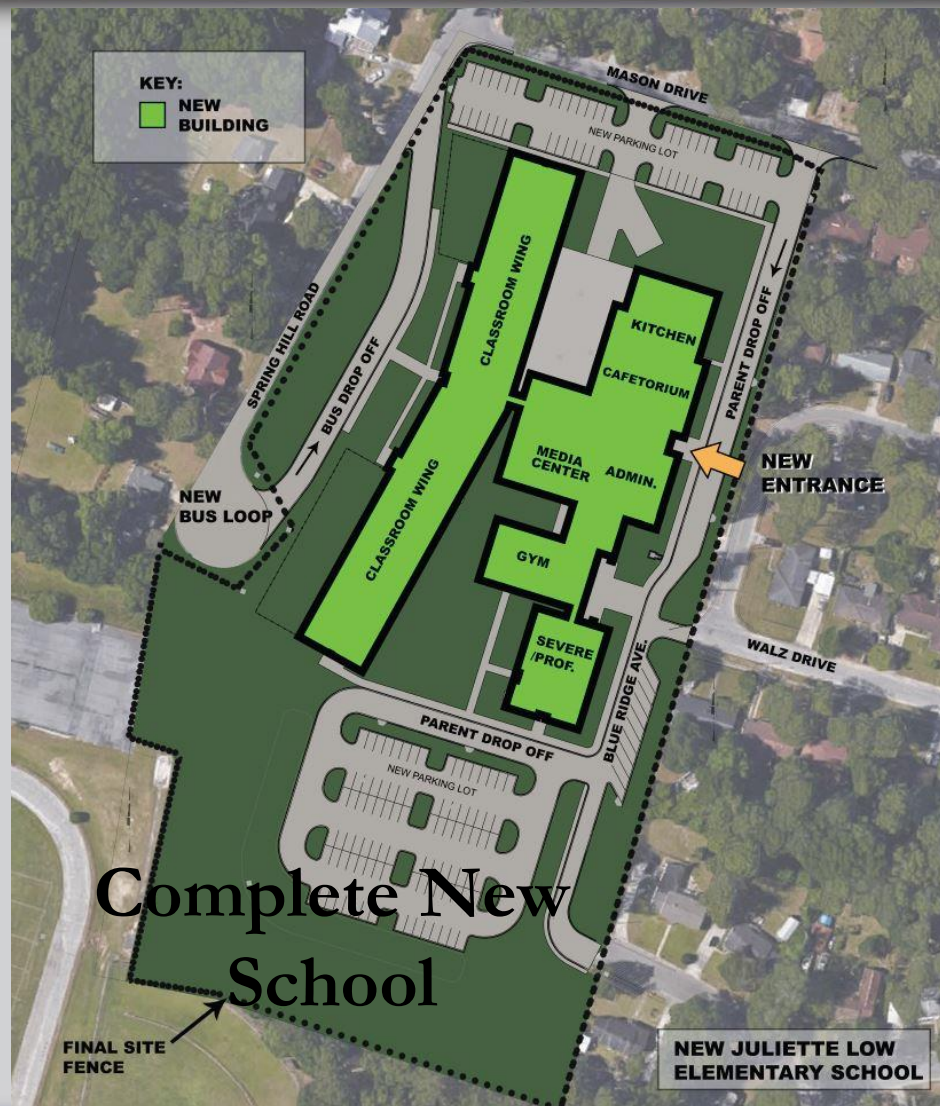 KEY:
NEW
BUILDING
MASON DRIVE
NEW PARKING LOT
SPRING HILL ROAD
BUS DROP OFF
CLASSROOM WING
KITCHEN
CAFETORIUM
PARENT DROP OFF
MEDIA
CENTER
ADMIN.
NEW
ENTRANCE
NEW
BUS LOOP
CLASSROOM WING
GYM
SEVERE
/PROF.
BLUE RIDGE AVE.
WALZ DRIVE
PARENT DROP OFF
NEW PARKING LOT
Complete New
School
FINAL SITE
FENCE
NEW JULIETTE LOW
ELEMENTARY SCHOOL